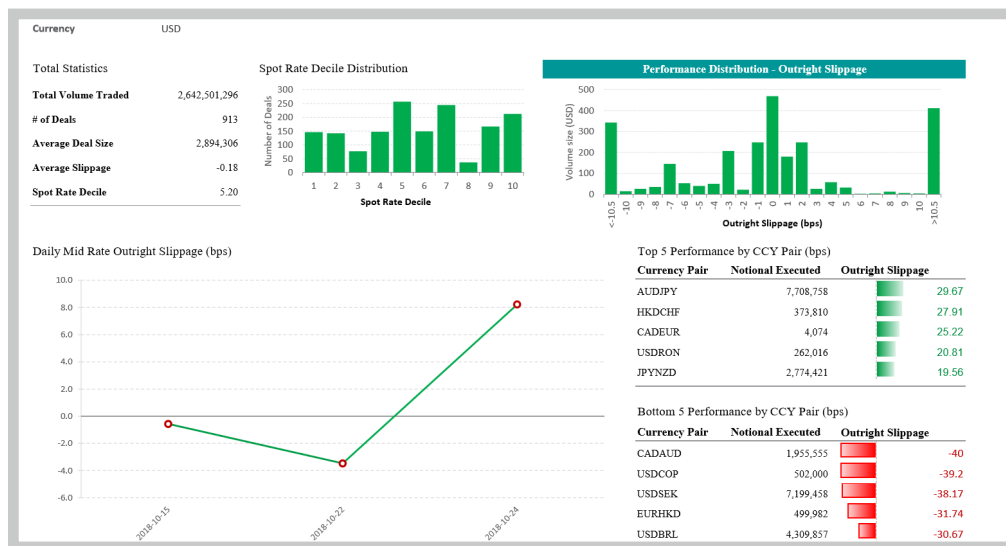 Currency USD
Total Statistics
Total Volume Traded 2,642,501,296
# of Deals 913
Average Deal Size 2,894,306
Average Slippage -0.18
Spot Rate Decile 5.20
Spot Rate Decile Distribution
Number of Deals
300
250
200
150
100
50
0
1 2 3 4 5 6 7 8 9 10
Spot Rate Decile
Performance Distribution - Outright Slippage
Volume size (USD)
500
400
300
200
100
0
<-10.5 -10 -9 -8 -7 -6 -5 -4 -3 -2 -1 0 1 2 3 4 5 6 7 8 9 10 >10.5
Outright Slippage (bps)
Daily Mid Rate Outright Slippage (bps)
10.0
8.0
6.0
4.0
2.0
0.0
-2.0
-4.0
-6.0
2018-10-15 2018-10-22 2018-10-24
Top 5 Performance by CCY Pair (bps)
Currency Pair Notional Executed Outright Slippage
AUDJPY 7,708,758 29.67
HKDCHF 373,810 27.91
CADEUR 4,074 25.22
USDRON 262,016 20.81
JPYNZD 2,774,421 19.56
Bottom 5 Performance by CCY Pair (bps)
Currency Pair Notional Executed Outright Slippage
CADAUD 1,955,555 -40
USDCOP 502,000 -39.2
USDSEK 7,199,458 -38.17
EURHKD 499,982 -31.74
USDBRL 4,309,857 -30.67